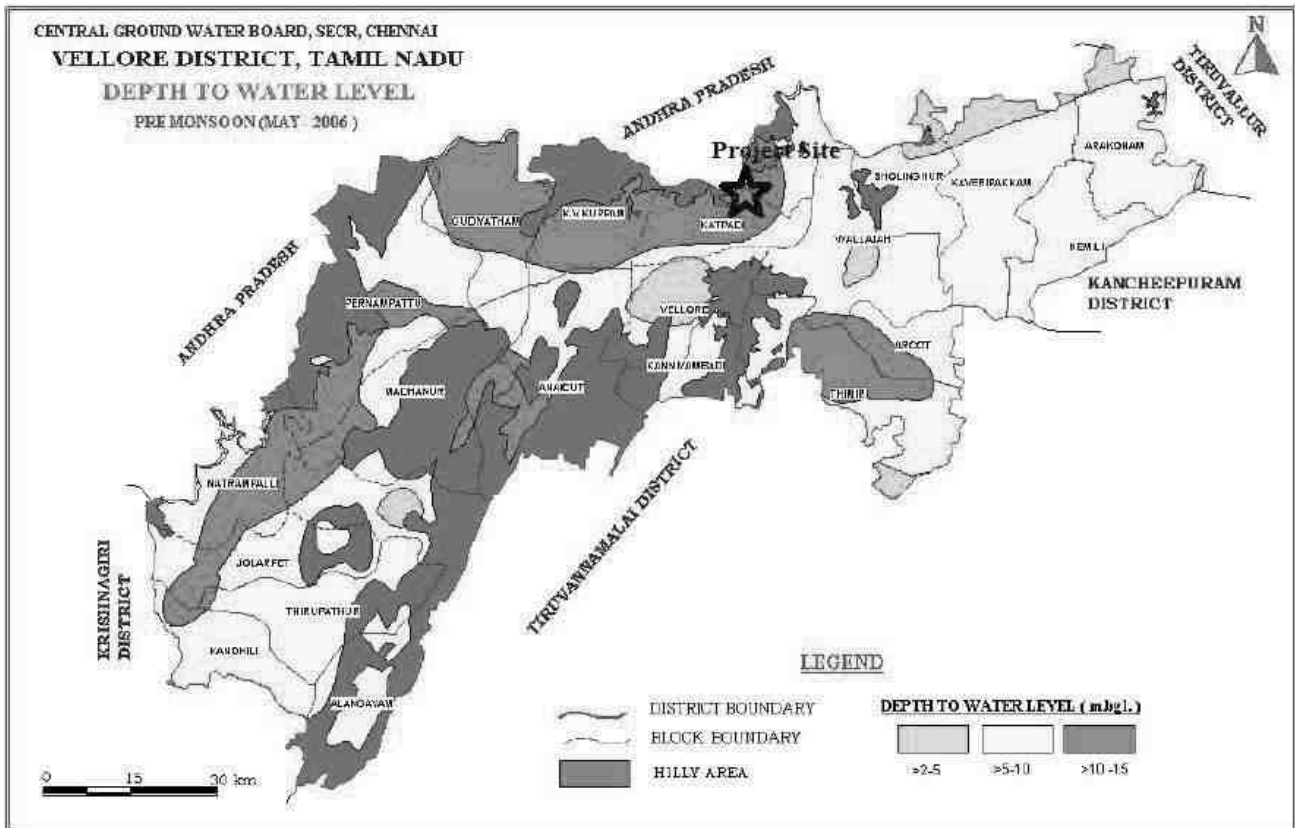 CENTRAL GROUND WATER BOARD, SECR, CHENNAI
VELLORE DISTRICT, TAMIL NADU
DEPTH TO WATER LEVEL
PRE MONSOON (MAY - 2006 )
N
TIRUVALLUR
DISTRICT
ANDHRA PRADESH
Project Site
ARAKONAM
SHOLINGHUR
KAVERIPAKKAM
GUDIYATHAM
K.V.KUPPAM
KATPADI
WALLAJAH
NEMILI
KANCHEEPURAM
DISTRICT
ANDHRA PRADESH
PERNAMPATTU
VELLORE
ARCOT
MADHANUR
ANAICUT
KANNIYAMBADI
THIMIRI
NATRAMPALLI
TIRUVANNAMALAI DISTRICT
KRISHNAGIRI
DISTRICT
JOLARPET
THIRUPATHUR
KANDHILI
ALANGAYAM
LEGEND
DISTRICT BOUNDARY
BLOCK BOUNDARY
HILLY AREA
DEPTH TO WATER LEVEL ( mbgl. )
>2-5
>5-10
>10 -15
0 15 30 km